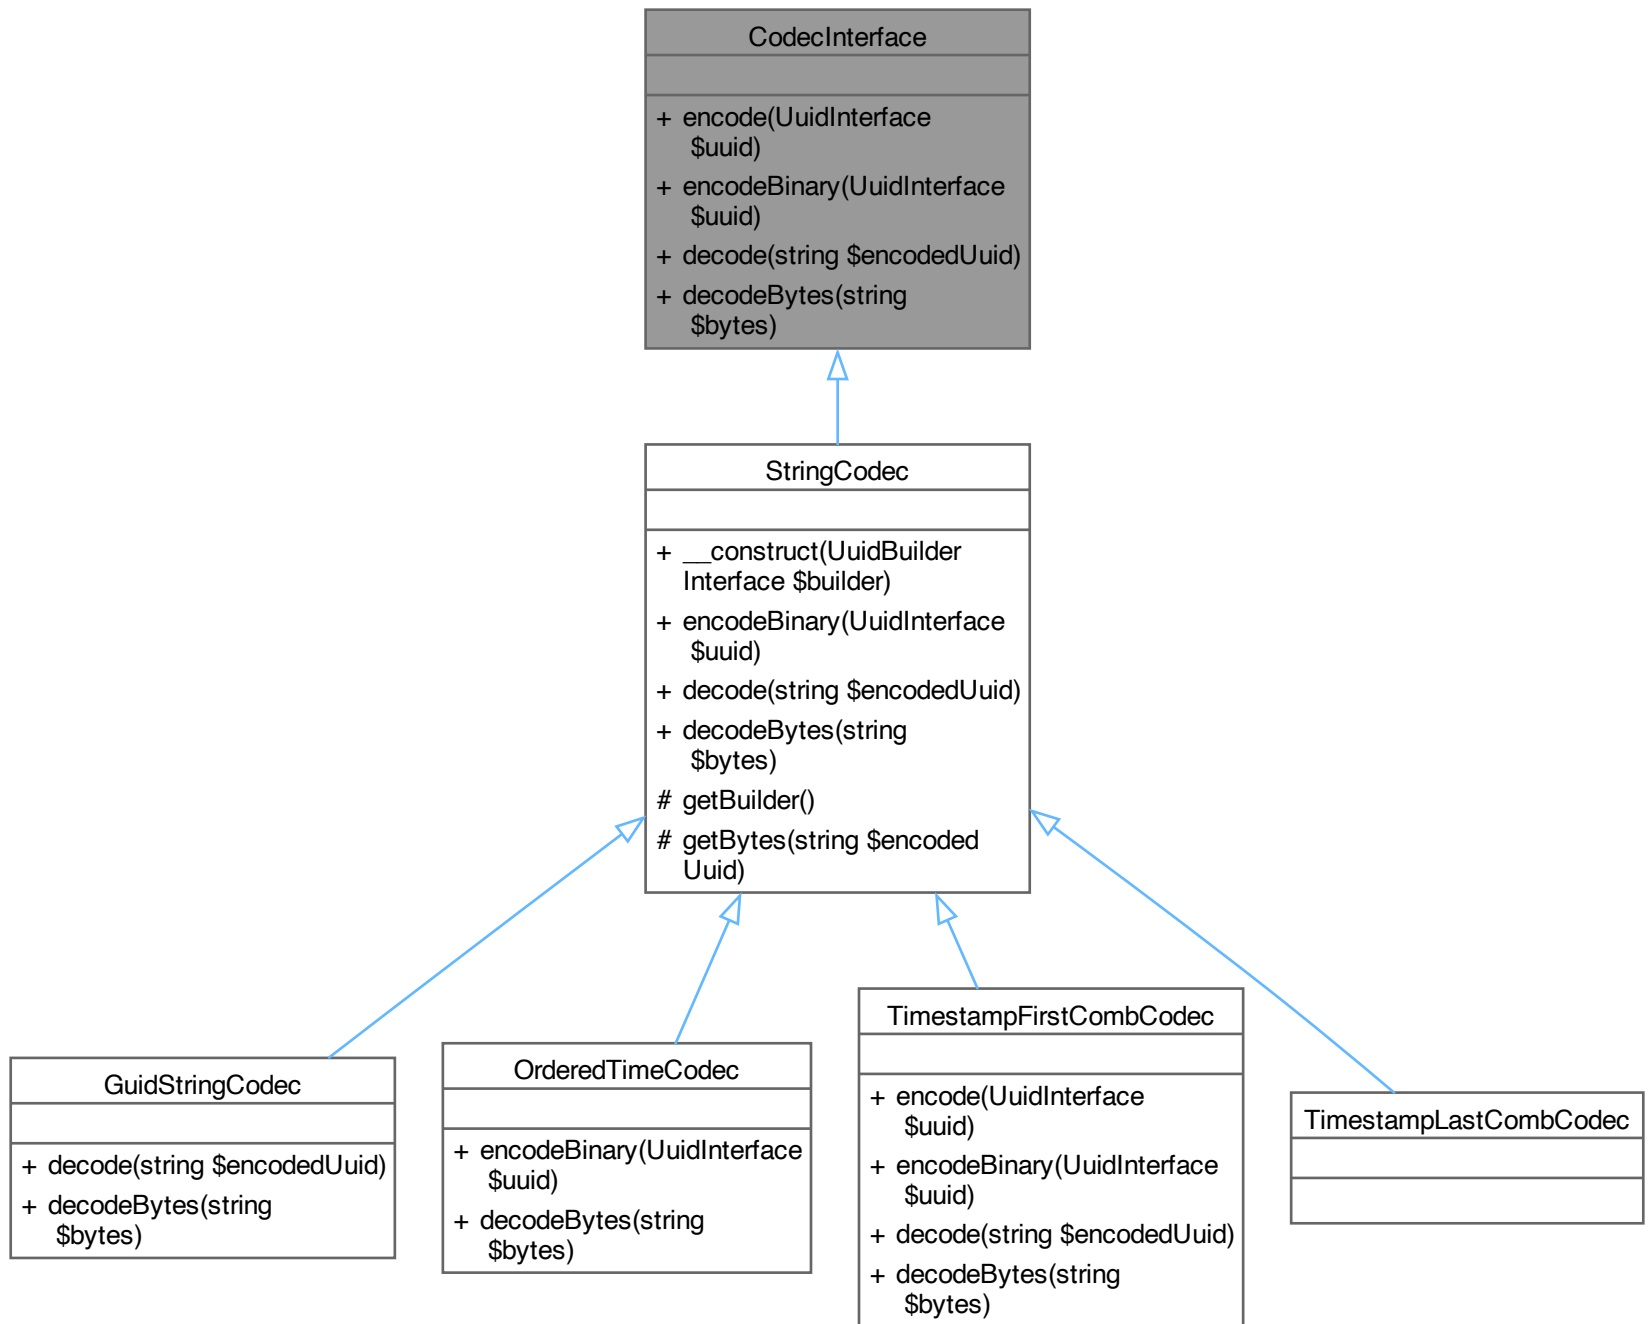 CodecInterface
+ encode(UuidInterface
$uuid)
+ encodeBinary(UuidInterface
$uuid)
+ decode(string $encodedUuid)
+ decodeBytes(string
$bytes)
StringCodec
+ __construct(UuidBuilder
Interface $builder)
+ encodeBinary(UuidInterface
$uuid)
+ decode(string $encodedUuid)
+ decodeBytes(string
$bytes)
# getBuilder()
# getBytes(string $encoded
Uuid)
GuidStringCodec
+ decode(string $encodedUuid)
+ decodeBytes(string
$bytes)
OrderedTimeCodec
+ encodeBinary(UuidInterface
$uuid)
+ decodeBytes(string
$bytes)
TimestampFirstCombCodec
+ encode(UuidInterface
$uuid)
+ encodeBinary(UuidInterface
$uuid)
+ decode(string $encodedUuid)
+ decodeBytes(string
$bytes)
TimestampLastCombCodec